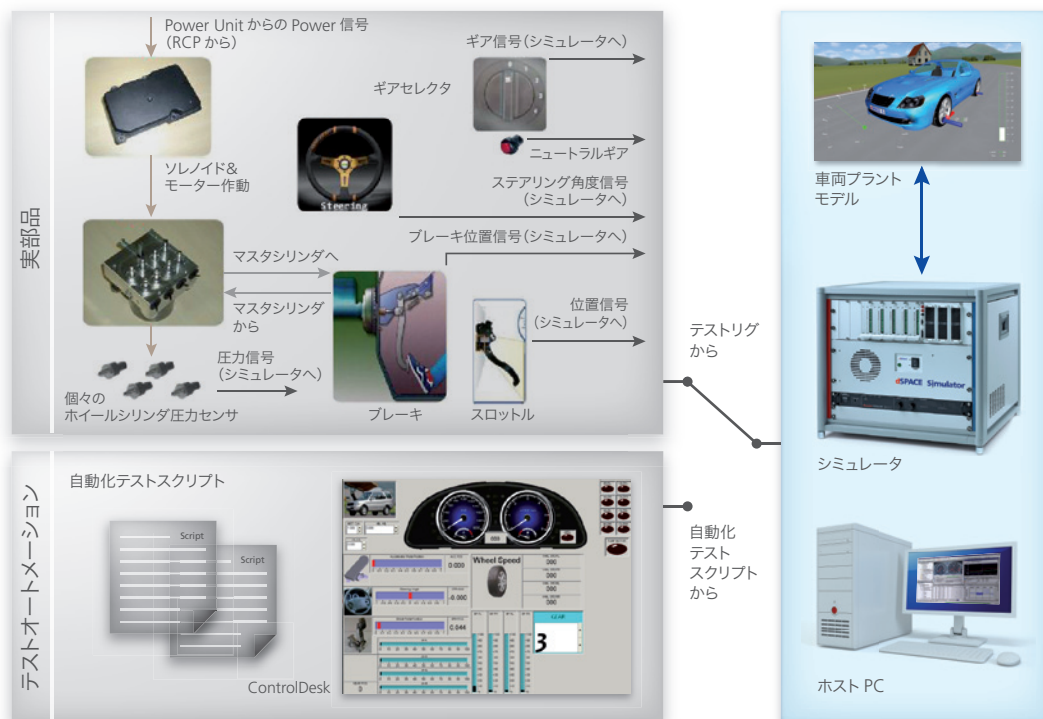 Power Unit からの Power 信号
(RCP から)
ギア信号(シミュレータへ)
ギアセレクタ
ニュートラルギア
ソレノイド&
モーター作動
Steering
ステアリング角度信号
(シミュレータへ)
ブレーキ位置信号(シミュレータへ)
マスタシリンダへ
マスタシリンダ
から
位置信号
(シミュレータへ)
圧力信号
(シミュレータへ)
個々の
ホイールシリンダ圧力センサ
ブレーキ
スロットル
実部品
テストリグ
から
車両プラント
モデル
dSPACE Simulator
シミュレータ
ホスト PC
テストオートメーション
自動化テストスクリプト
Script
Script
ControlDesk
Wheel Speed
0.000
-0.000
0.644
3
自動化
テスト
スクリプト
から